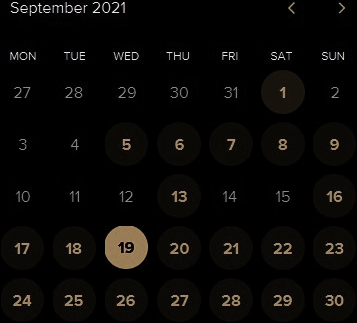 September 2021 < >
MON TUE WED THU FRI SAT SUN
27 28 29 30 31 1 2
3 4 5 6 7 8 9
10 11 12 13 14 15 16
17 18 19 20 21 22 23
24 25 26 27 28 29 30